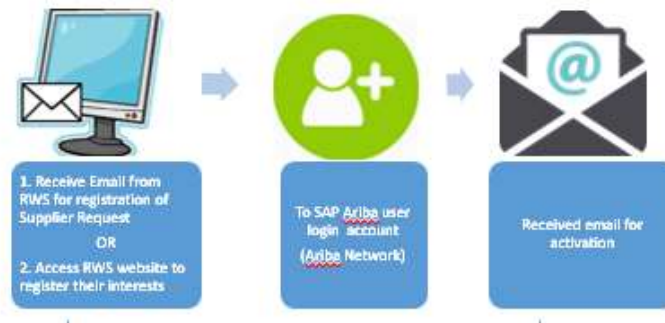 @
1. Receive Email from
RWS for registration of
Supplier Request
OR
2. Access RWS website to
register their interests
To SAP Ariba user
login account
(Ariba Network)
Received email for
activation